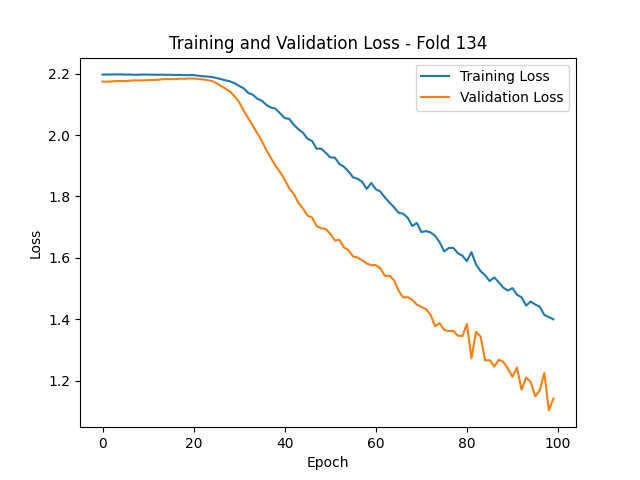 Training and Validation Loss - Fold 134
Training Loss
Validation Loss
2.2
2.0
1.8
1.6
1.4
1.2
Loss
0
20
40
60
80
100
Epoch